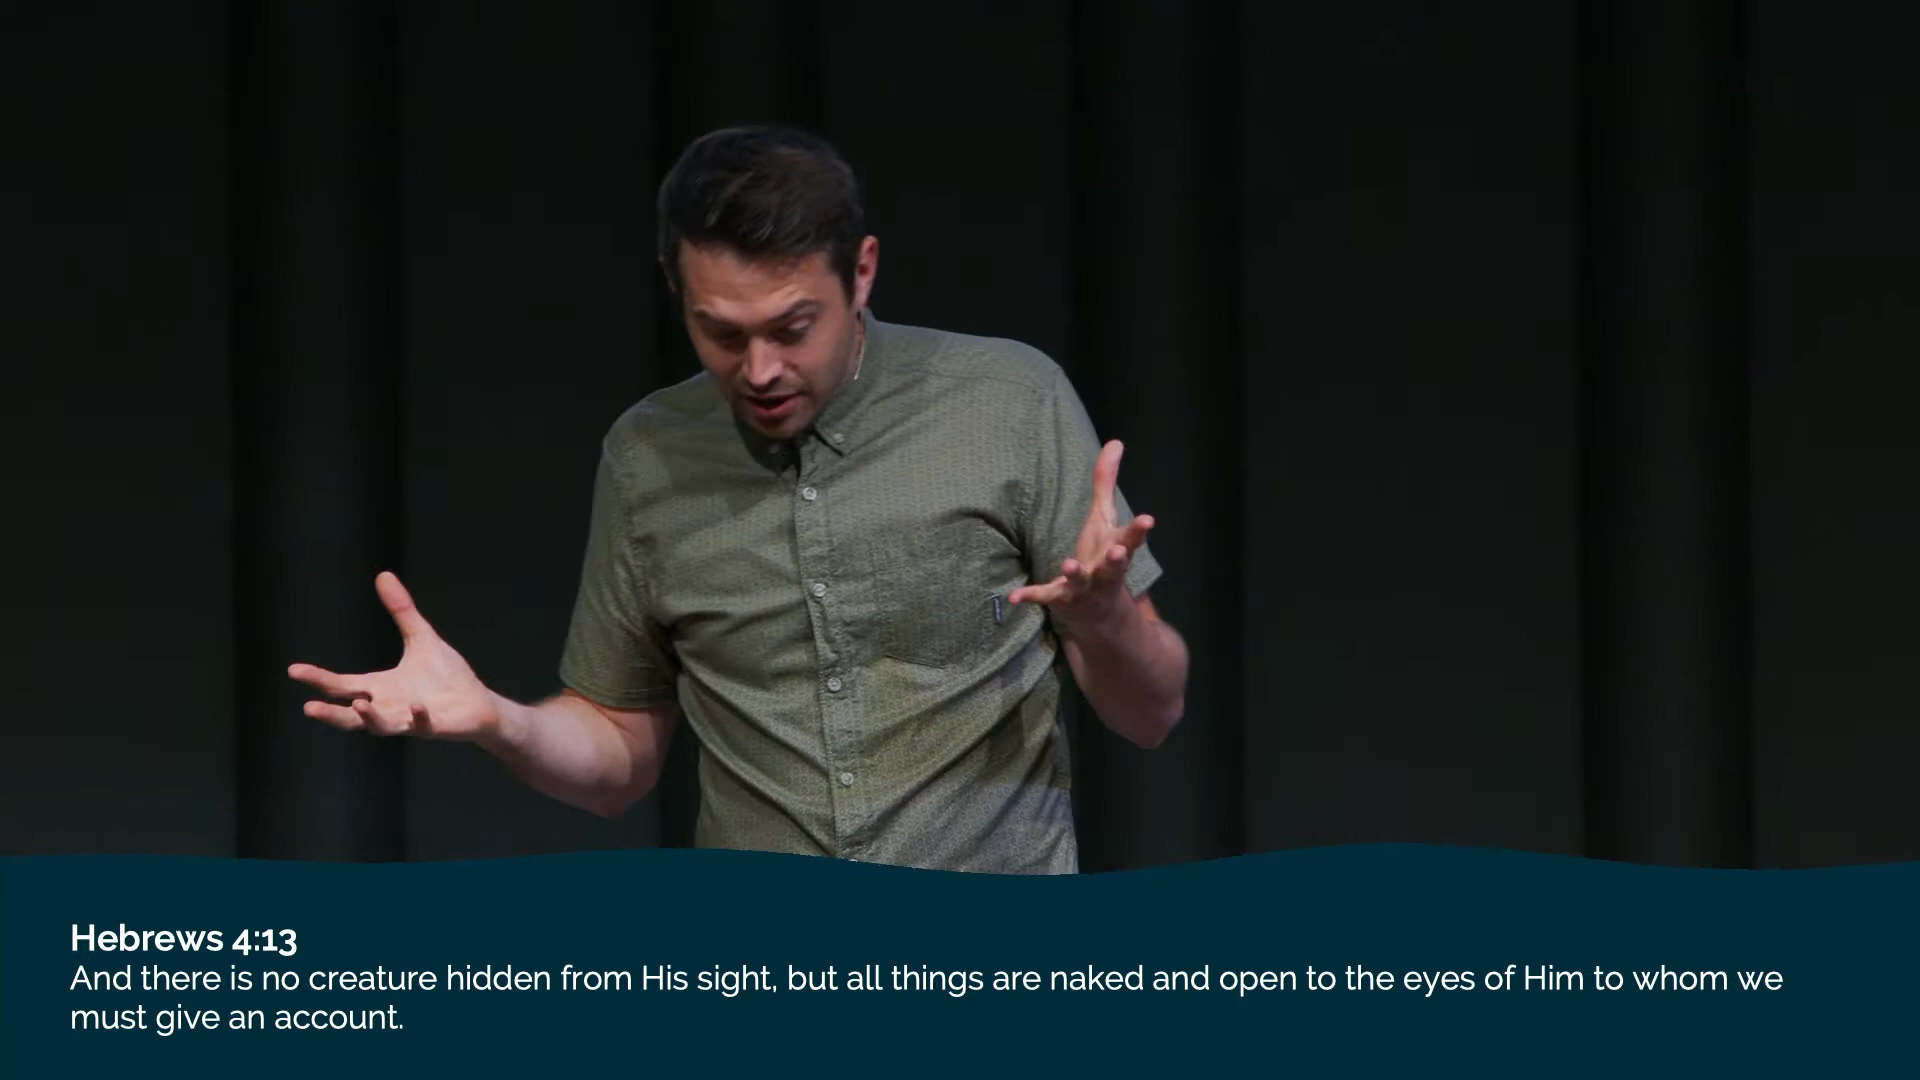 Hebrews 4:13
And there is no creature hidden from His sight, but all things are naked and open to the eyes of Him to whom we
must give an account.